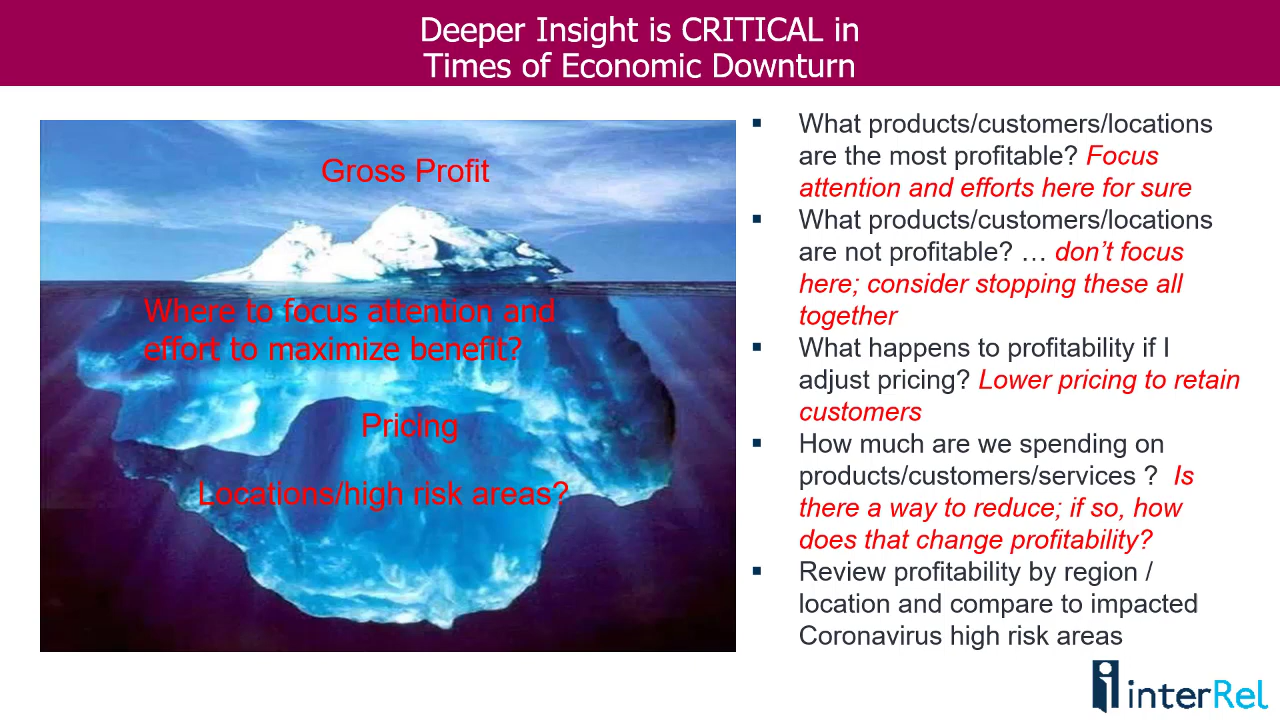 Deeper Insight is CRITICAL in
Times of Economic Downturn
Gross Profit
Where to focus attention and
effort to maximize benefit?
Pricing
Locations/high risk areas?
▪ What products/customers/locations
are the most profitable? Focus
attention and efforts here for sure
▪ What products/customers/locations
are not profitable? … don’t focus
here; consider stopping these all
together
▪ What happens to profitability if I
adjust pricing? Lower pricing to retain
customers
▪ How much are we spending on
products/customers/services ? Is
there a way to reduce; if so, how
does that change profitability?
▪ Review profitability by region /
location and compare to impacted
Coronavirus high risk areas
interRel